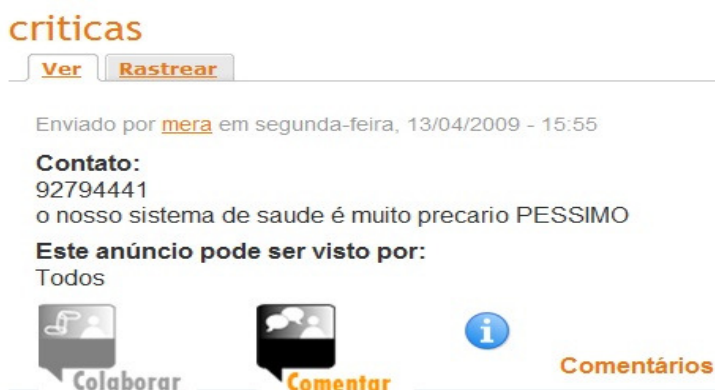 criticas
Ver Rastrear
Enviado por mera em segunda-feira, 13/04/2009 - 15:55
Contato:
92794441
o nosso sistema de saude é muito precario PESSIMO
Este anúncio pode ser visto por:
Todos
Colaborar Comentar Comentários